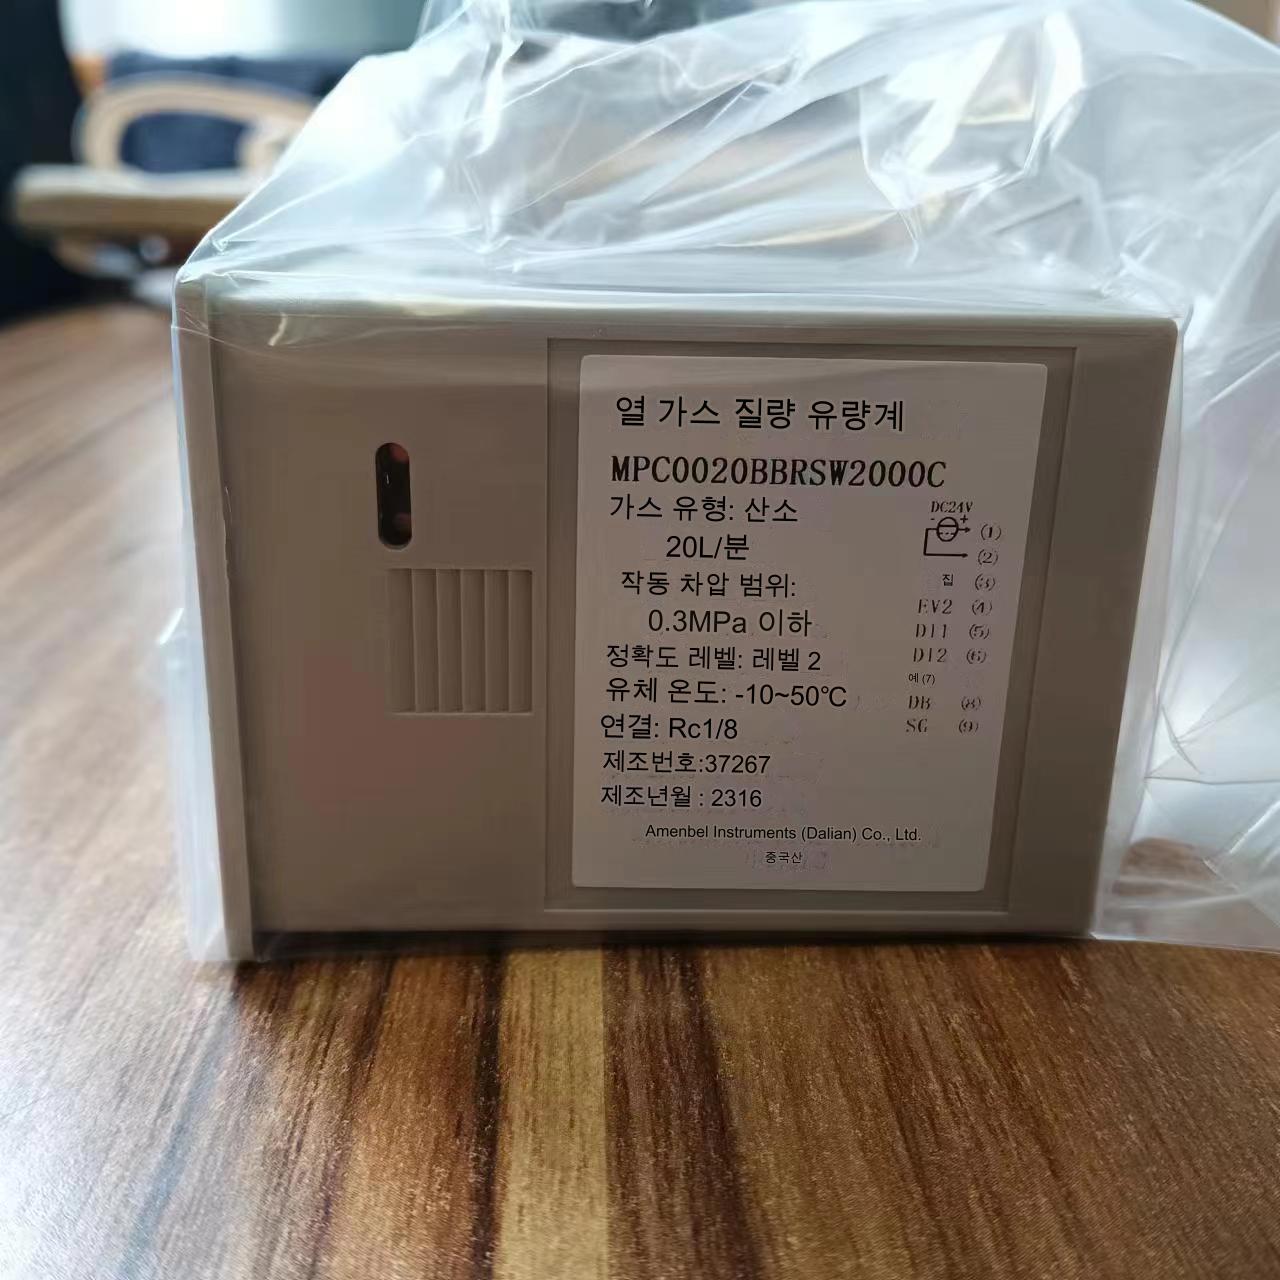 열 가스 질량 유량계
MPC0020BBRSW2000C
가스 유형: 산소
20L/분
작동 차압 범위:
0.3MPa 이하
정확도 레벨: 레벨 2
유체 온도: -10~50℃
연결: Rc1/8
제조번호:37267
제조년월 : 2316
DC24V
- +
(1)
(2)
집 (3)
EV2 (4)
DI1 (5)
DI2 (6)
예 (7)
DB (8)
SG (9)
Amenbel Instruments (Dalian) Co., Ltd.
중국산